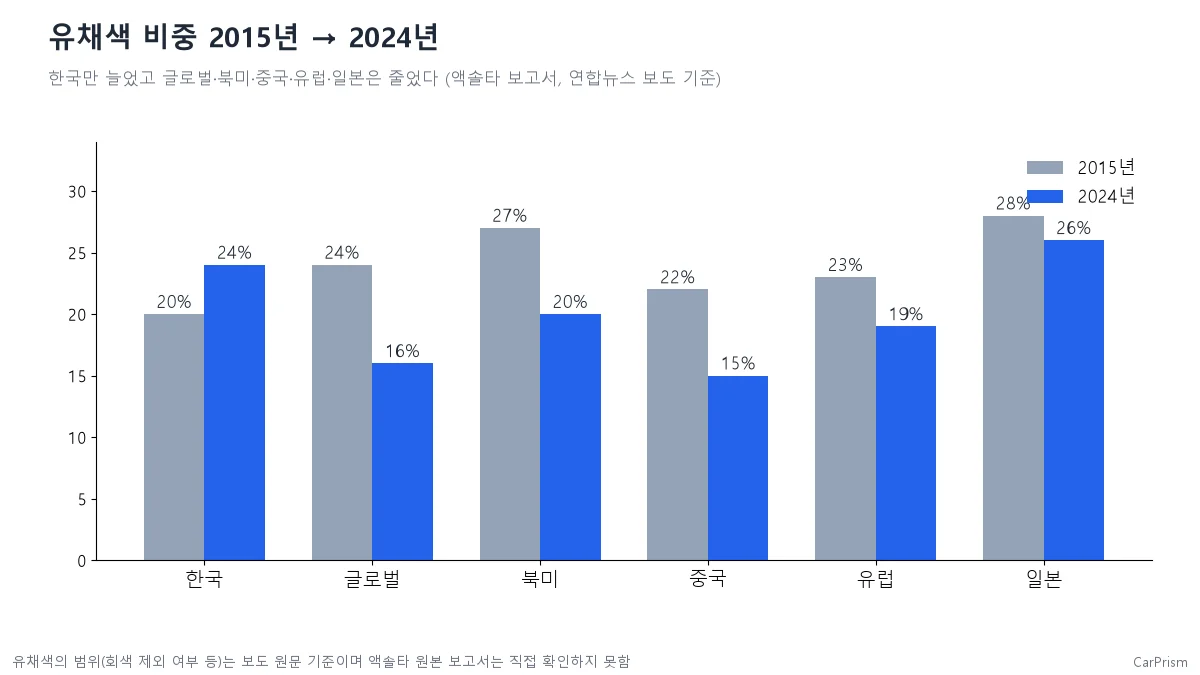 유채색 비중 2015년 → 2024년
한국만 늘었고 글로벌·북미·중국·유럽·일본은 줄었다 (액솔타 보고서, 연합뉴스 보도 기준)
2015년
2024년
30
25
20
15
10
5
0
20%
24%
24%
16%
27%
20%
22%
15%
23%
19%
28%
26%
한국
글로벌
북미
중국
유럽
일본
유채색의 범위(회색 제외 여부 등)는 보도 원문 기준이며 액솔타 원본 보고서는 직접 확인하지 못함
CarPrism